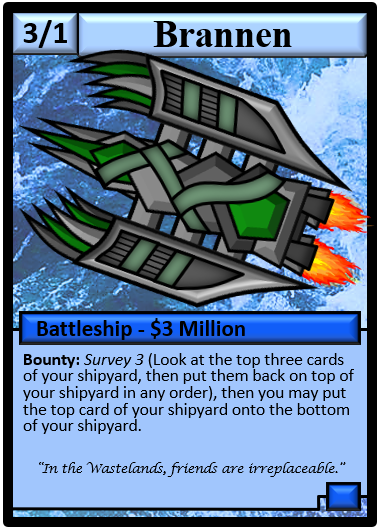 3/1 Brannen
Battleship - $3 Million
Bounty: Survey 3 (Look at the top three cards
of your shipyard, then put them back on top of
your shipyard in any order), then you may put
the top card of your shipyard onto the bottom
of your shipyard.
"In the Wastelands, friends are irreplaceable."